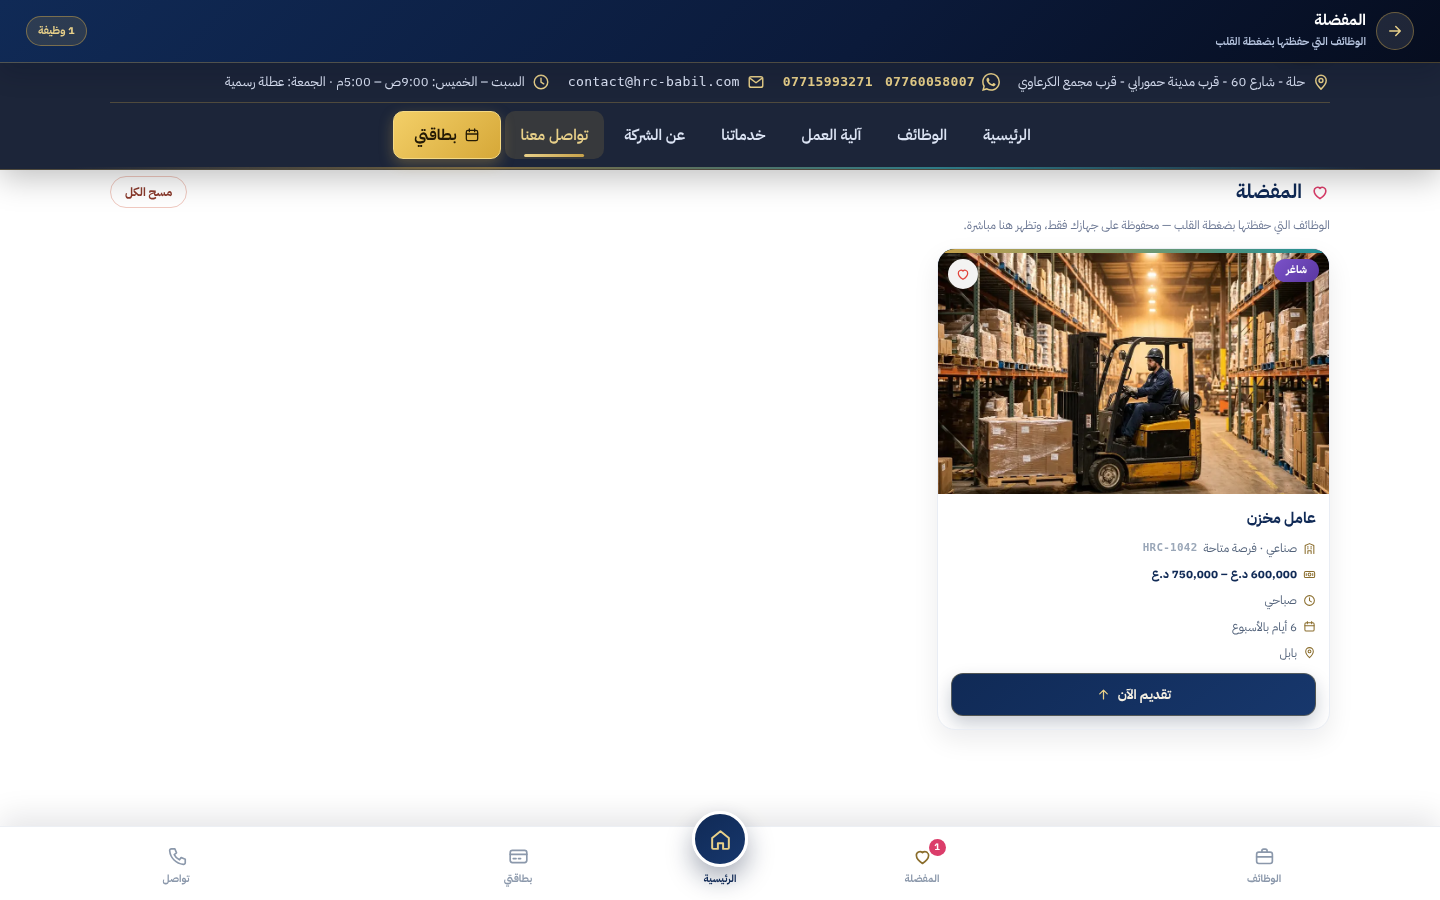 المفضلة
الوظائف التي حفظتها بضغطة القلب
1 وظيفة
حلة - شارع 60 - قرب مدينة حمورابي - قرب مجمع الكرعاوي
07760058007 07715993271
contact@hrc-babil.com
السبت – الخميس: 9:00ص – 5:00م · الجمعة: عطلة رسمية
الرئيسية
الوظائف
آلية العمل
خدماتنا
عن الشركة
تواصل معنا
بطاقتي
المفضلة
مسح الكل
الوظائف التي حفظتها بضغطة القلب — محفوظة على جهازك فقط، وتظهر هنا مباشرة.
شاغر
عامل مخزن
صناعي · فرصة متاحة HRC-1042
600,000 د.ع – 750,000 د.ع
صباحي
6 أيام بالأسبوع
بابل
تقديم الآن
الوظائف
1
المفضلة
الرئيسية
بطاقتي
تواصل